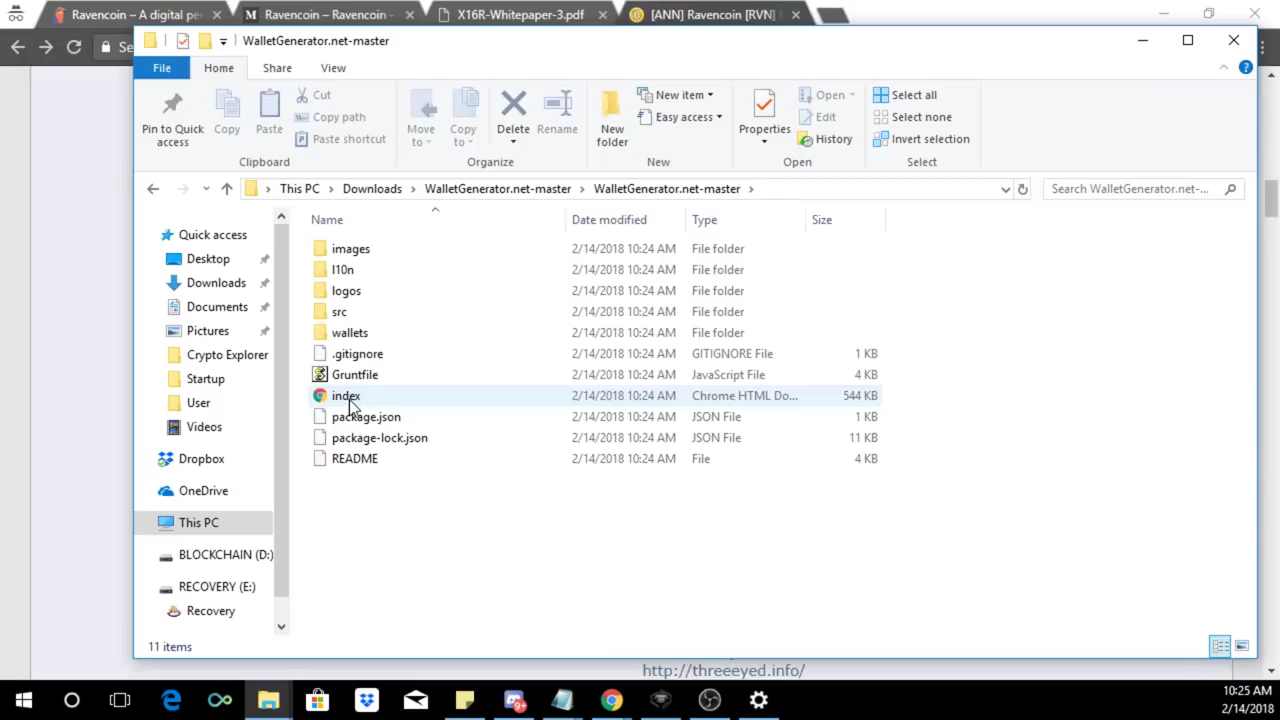 Ravencoin – A digital pe
Ravencoin – Ravencoin -
X16R-Whitepaper-3.pdf
[ANN] Ravencoin [RVN]
Se
WalletGenerator.net-master
File
Home
Share
View
Pin to Quick access
Copy
Paste
Cut
Copy path
Paste shortcut
Move to
Copy to
Delete
Rename
New folder
New item
Easy access
Properties
Open
Edit
History
Select all
Select none
Invert selection
Clipboard
Organize
New
Open
Select
This PC > Downloads > WalletGenerator.net-master > WalletGenerator.net-master >
Search WalletGenerator.net-...
Quick access
Desktop
Downloads
Documents
Pictures
Crypto Explorer
Startup
User
Videos
Dropbox
OneDrive
This PC
BLOCKCHAIN (D:)
RECOVERY (E:)
Recovery
Name Date modified Type Size
images 2/14/2018 10:24 AM File folder
l10n 2/14/2018 10:24 AM File folder
logos 2/14/2018 10:24 AM File folder
src 2/14/2018 10:24 AM File folder
wallets 2/14/2018 10:24 AM File folder
.gitignore 2/14/2018 10:24 AM GITIGNORE File 1 KB
Gruntfile 2/14/2018 10:24 AM JavaScript File 4 KB
index 2/14/2018 10:24 AM Chrome HTML Do... 544 KB
package.json 2/14/2018 10:24 AM JSON File 1 KB
package-lock.json 2/14/2018 10:24 AM JSON File 11 KB
README 2/14/2018 10:24 AM File 4 KB
11 items
http://threeeyed.info/
10:25 AM
2/14/2018